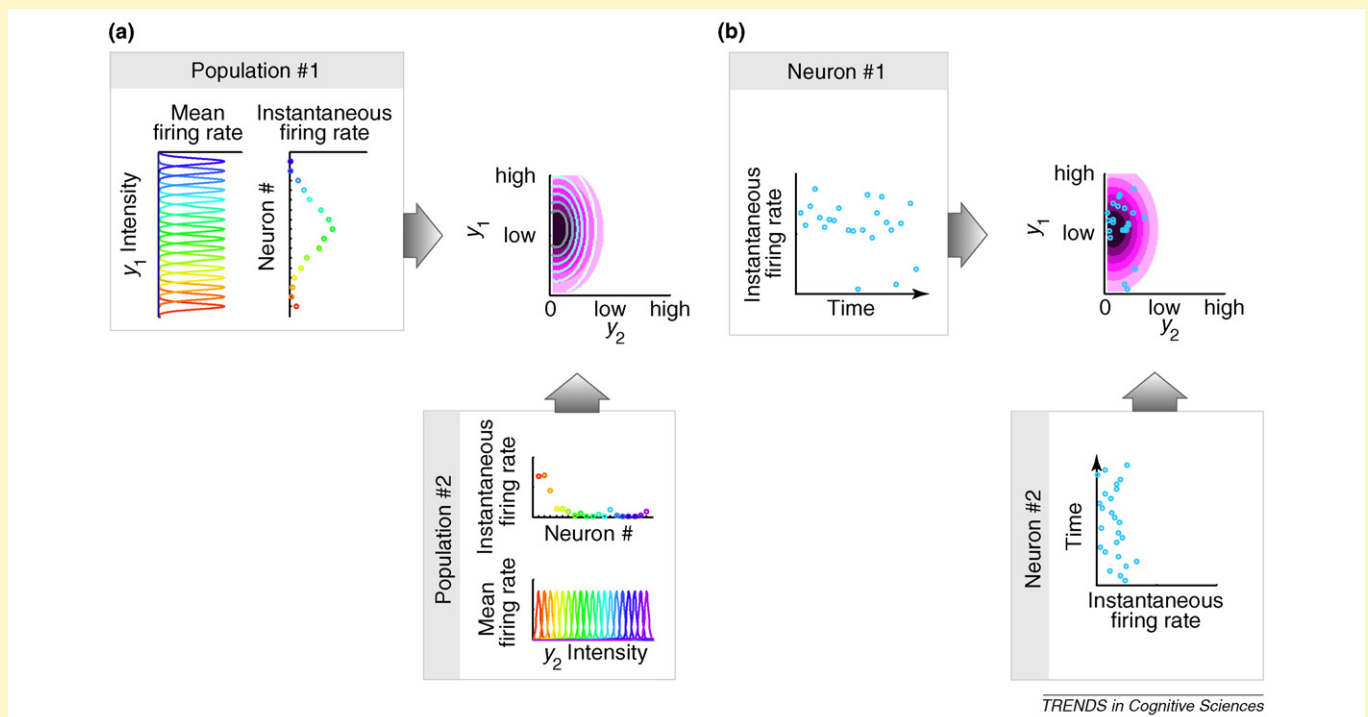 (a)
Population #1
Mean
firing rate
Instantaneous
firing rate
y1 Intensity
Neuron #
high
y1
low
0
low
high
y2
Population #2
Instantaneous
firing rate
Neuron #
Mean
firing rate
y2 Intensity
(b)
Neuron #1
Instantaneous
firing rate
Time
high
y1
low
0
low
high
y2
Neuron #2
Time
Instantaneous
firing rate
TRENDS in Cognitive Sciences